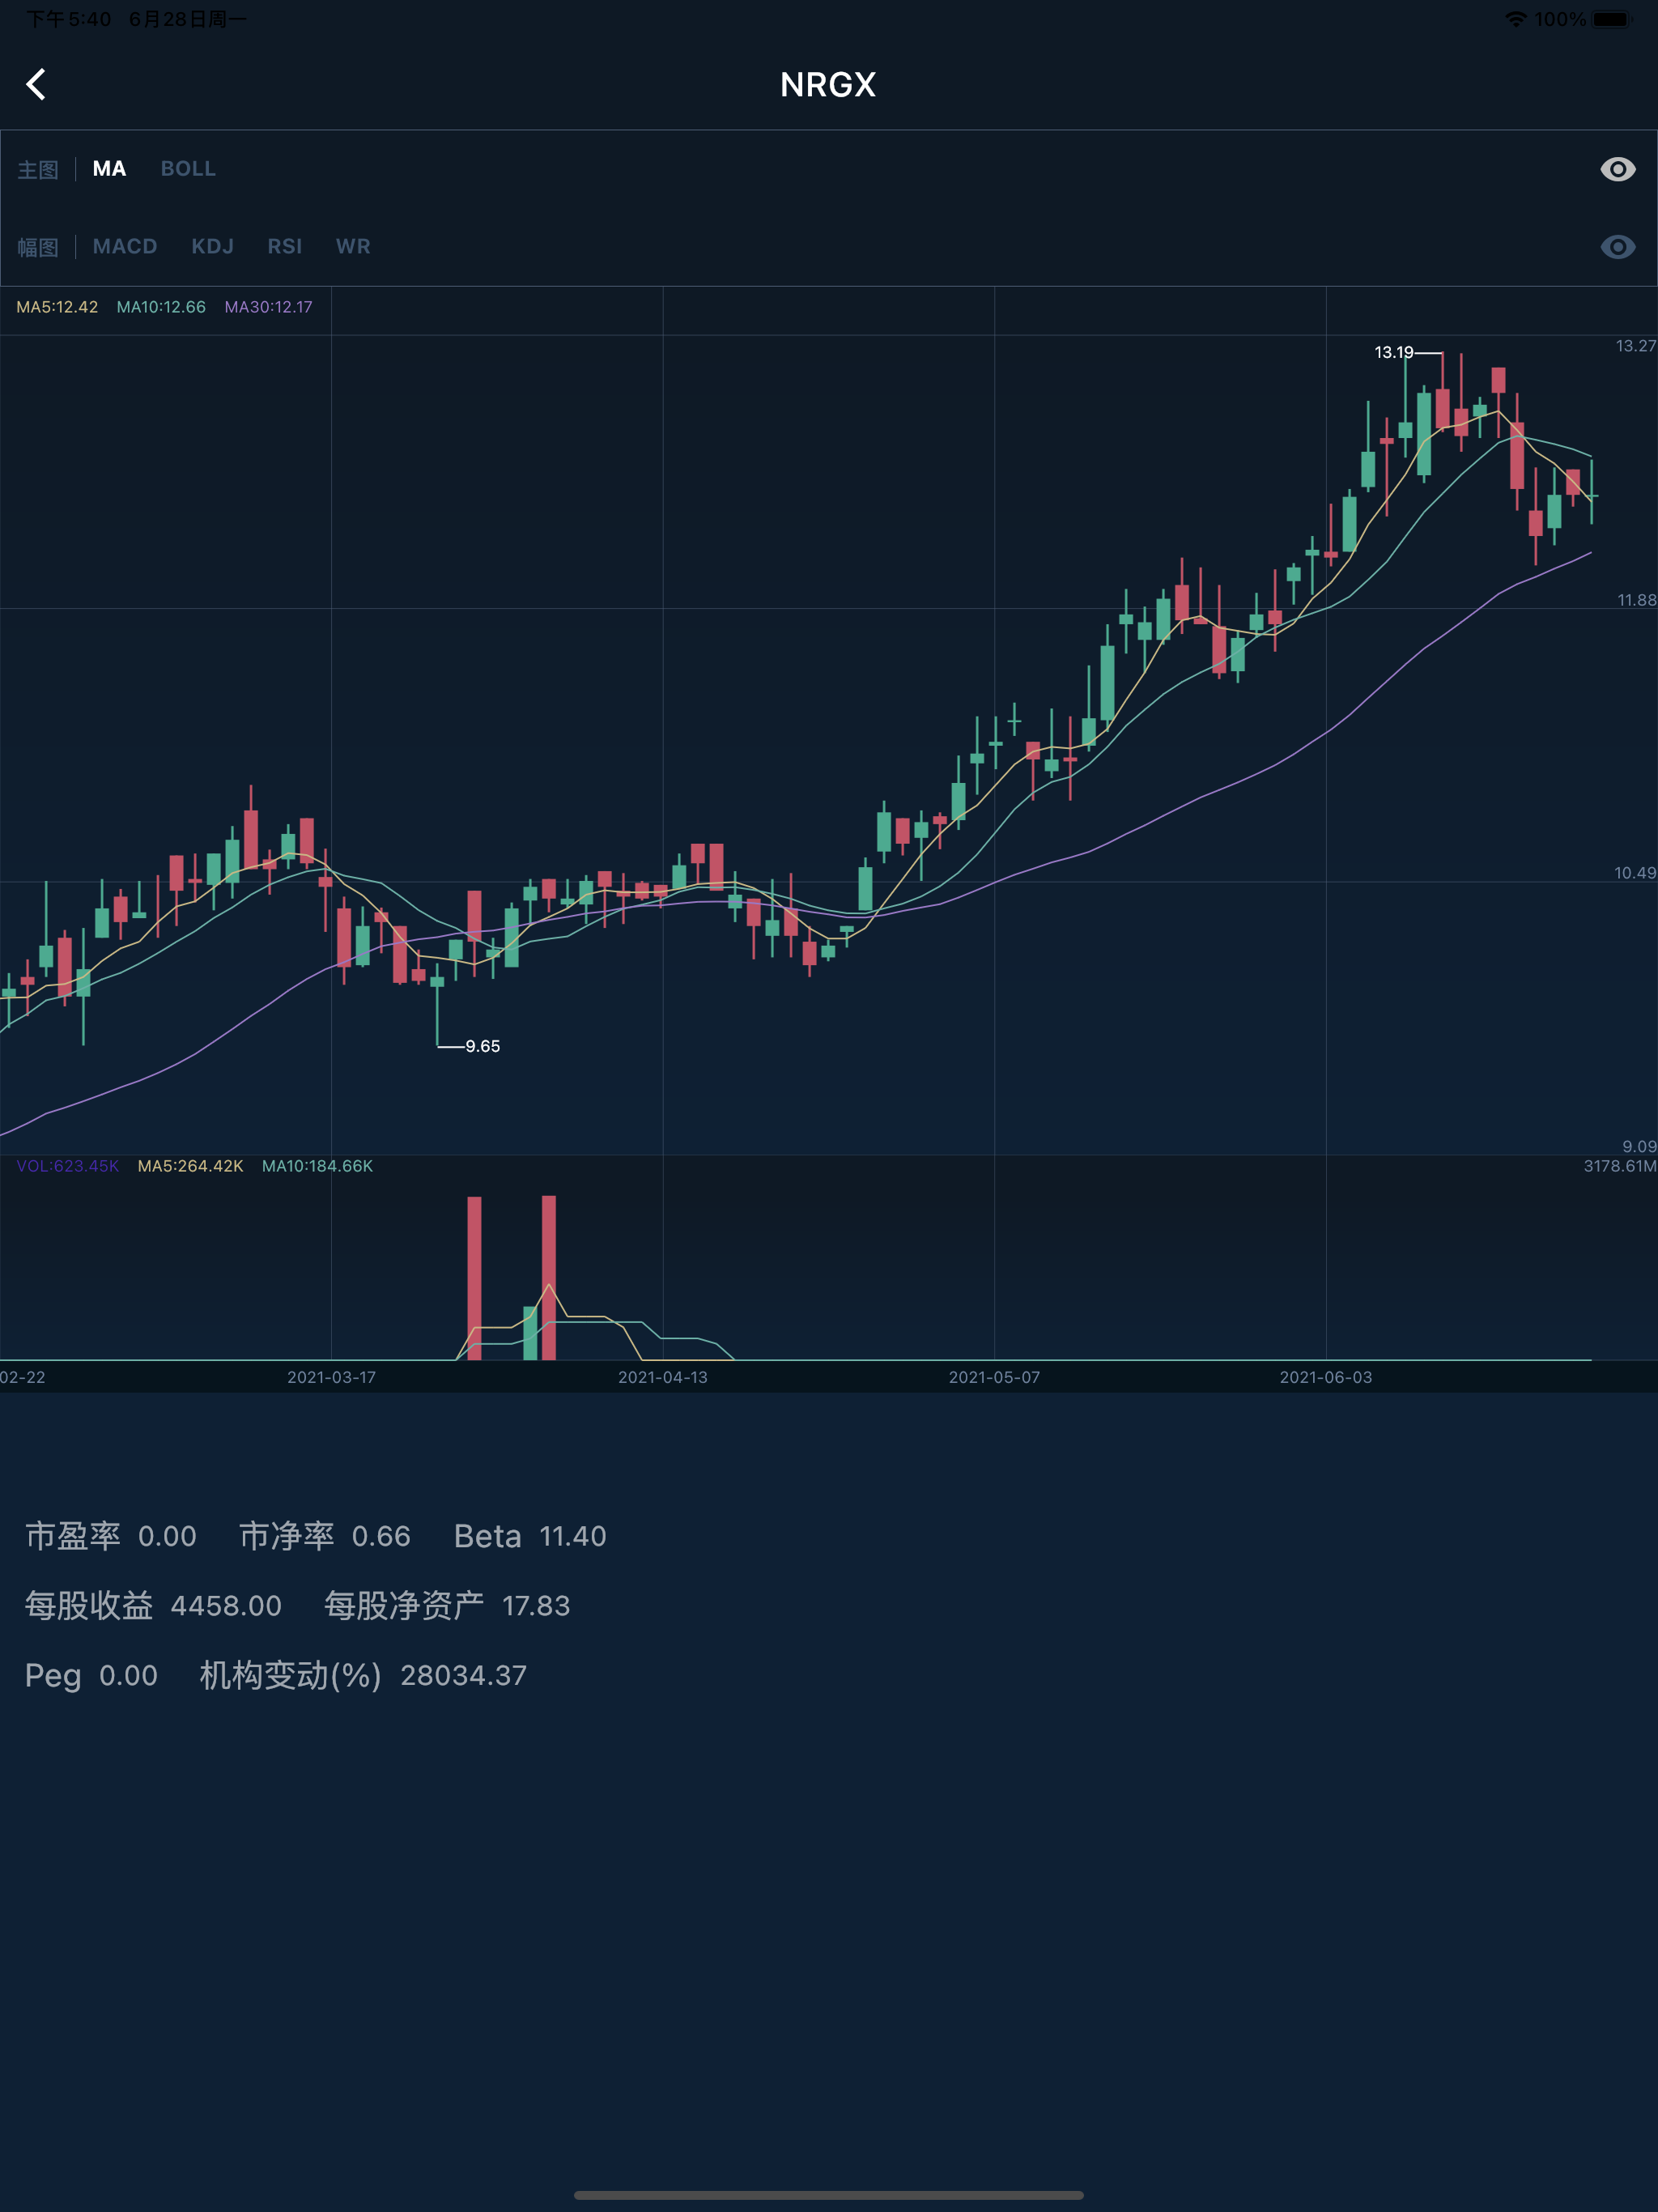 下午5:40 6月28日周一 100%
NRGX
主图 MA BOLL
幅图 MACD KDJ RSI WR
MA5:12.42 MA10:12.66 MA30:12.17
13.27
13.19
11.88
10.49
9.65
9.09
VOL:623.45K MA5:264.42K MA10:184.66K 3178.61M
02-22 2021-03-17 2021-04-13 2021-05-07 2021-06-03
市盈率 0.00 市净率 0.66 Beta 11.40
每股收益 4458.00 每股净资产 17.83
Peg 0.00 机构变动(%) 28034.37